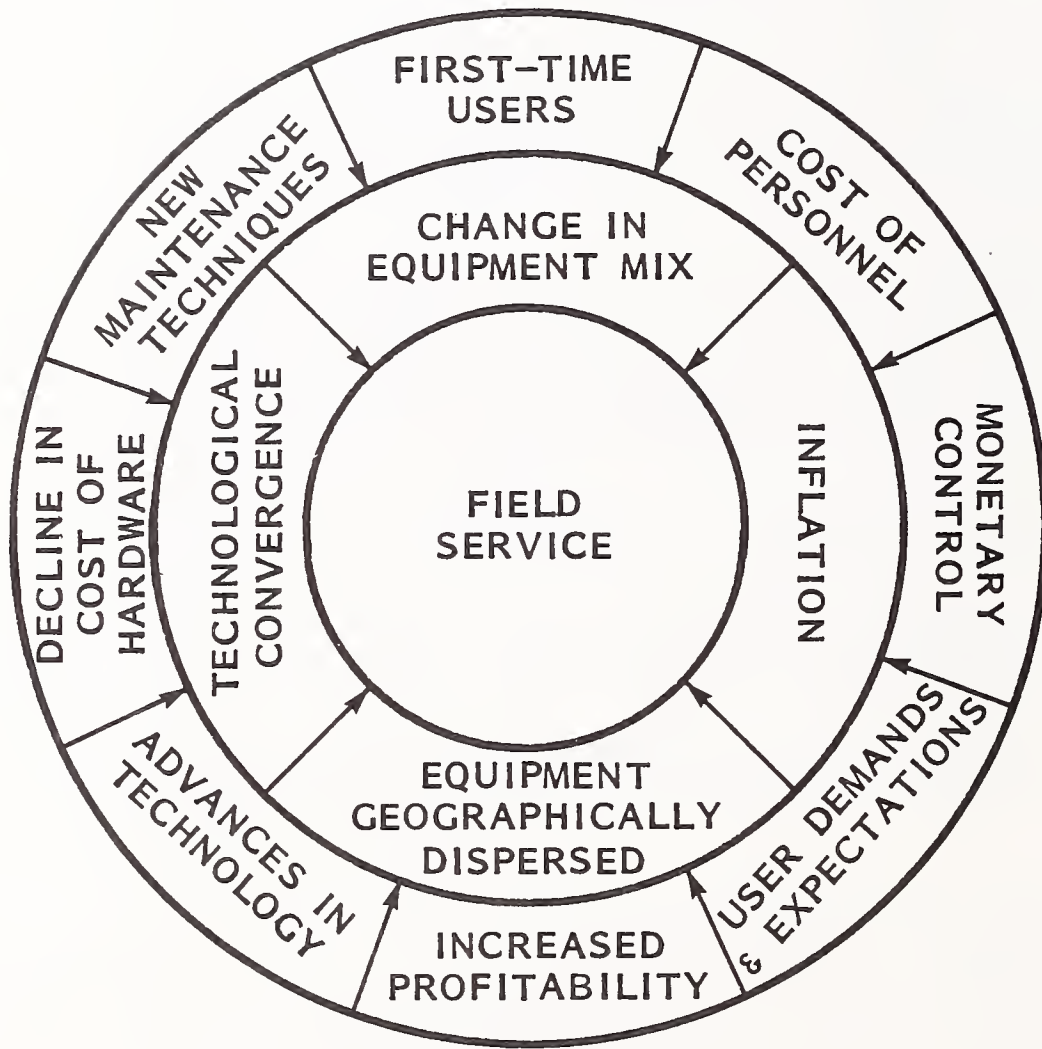 FIRST-TIME
USERS
COST OF
PERSONNEL
MONETARY
CONTROL
USER DEMANDS
& EXPECTATIONS
INCREASED
PROFITABILITY
ADVANCES IN
TECHNOLOGY
DECLINE IN
COST OF
HARDWARE
NEW
MAINTENANCE
TECHNIQUES
CHANGE IN
EQUIPMENT MIX
INFLATION
EQUIPMENT
GEOGRAPHICALLY
DISPERSED
TECHNOLOGICAL
CONVERGENCE
FIELD
SERVICE